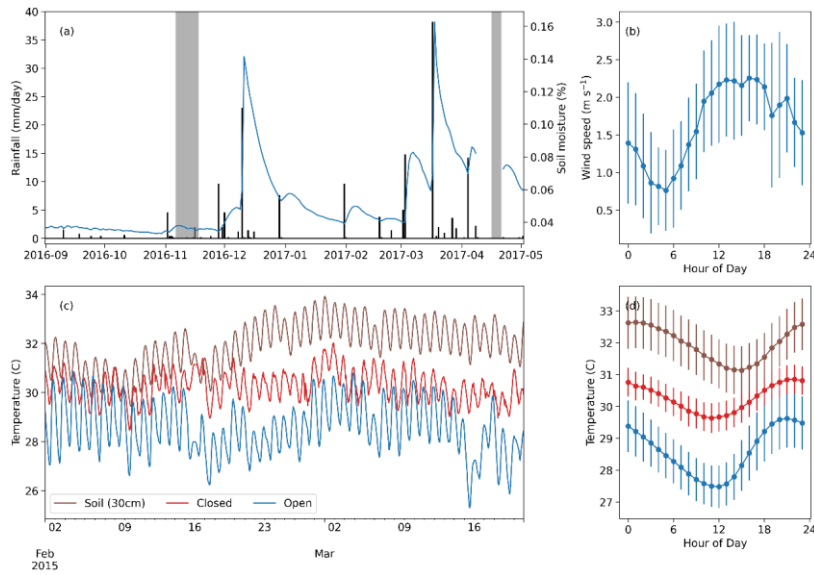 (a)
Rainfall (mm/day)
40
35
30
25
20
15
10
5
0
2016-09 2016-10 2016-11 2016-12 2017-01 2017-02 2017-03 2017-04 2017-05
0.16
0.14
0.12
0.10
0.08
0.06
0.04
Soil moisture (%)
(b)
Wind speed (m s⁻¹)
3.0
2.5
2.0
1.5
1.0
0.5
0 6 12 18 24
Hour of Day
(c)
Temperature (C)
34
32
30
28
26
Soil (30cm) Closed Open
02 09 16 23 02 09 16
Feb Mar
2015
(d)
Temperature (C)
33
32
31
30
29
28
27
0 6 12 18 24
Hour of Day